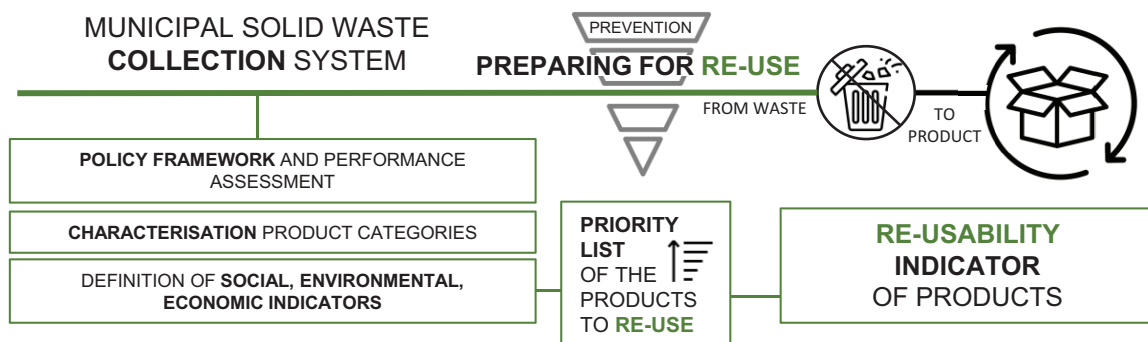 MUNICIPAL SOLID WASTE
COLLECTION SYSTEM
PREVENTION
PREPARING FOR RE-USE
FROM WASTE
TO
PRODUCT
POLICY FRAMEWORK AND PERFORMANCE
ASSESSMENT
CHARACTERISATION PRODUCT CATEGORIES
DEFINITION OF SOCIAL, ENVIRONMENTAL,
ECONOMIC INDICATORS
PRIORITY
LIST
OF THE
PRODUCTS
TO RE-USE
RE-USABILITY
INDICATOR
OF PRODUCTS